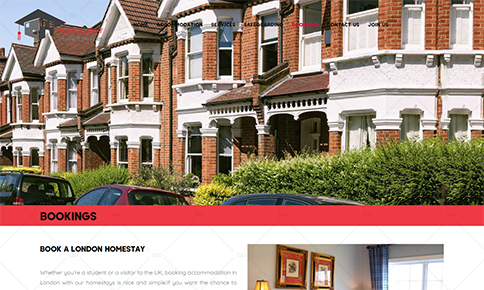 ACCOMMODATION SERVICES SAFEGUARDING BOOKINGS CONTACT US JOIN US
BOOKINGS
BOOK A LONDON HOMESTAY
Whether you're a student or a visitor to the UK, booking accommodation in
London with our homestays is nice and simple.If you want the chance to